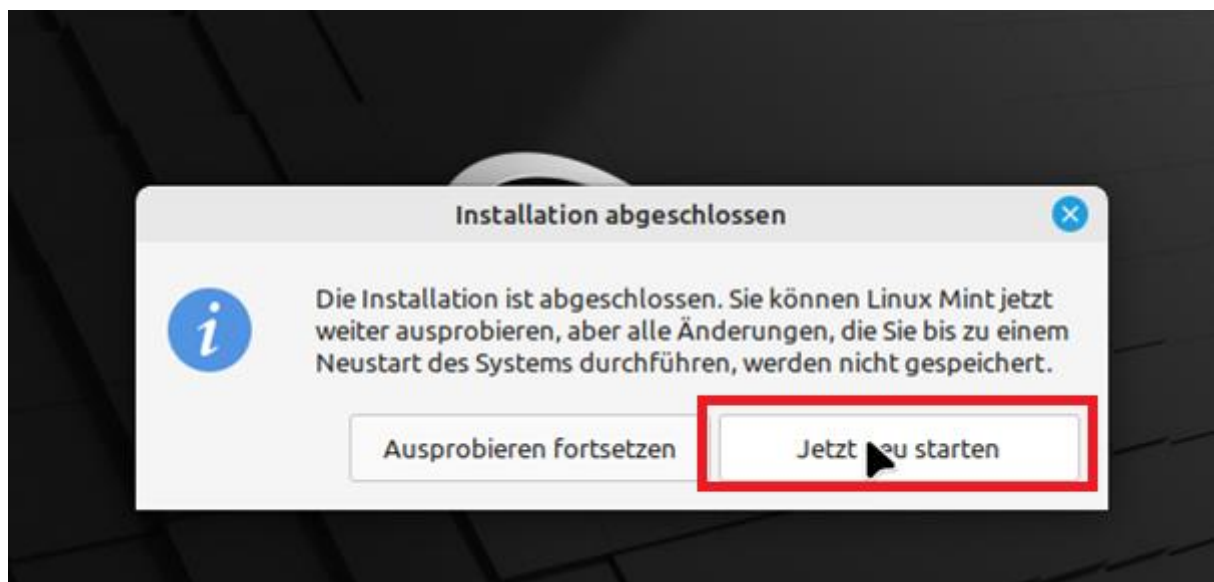 Installation abgeschlossen
Die Installation ist abgeschlossen. Sie können Linux Mint jetzt
weiter ausprobieren, aber alle Änderungen, die Sie bis zu einem
Neustart des Systems durchführen, werden nicht gespeichert.
Ausprobieren fortsetzen
Jetzt neu starten